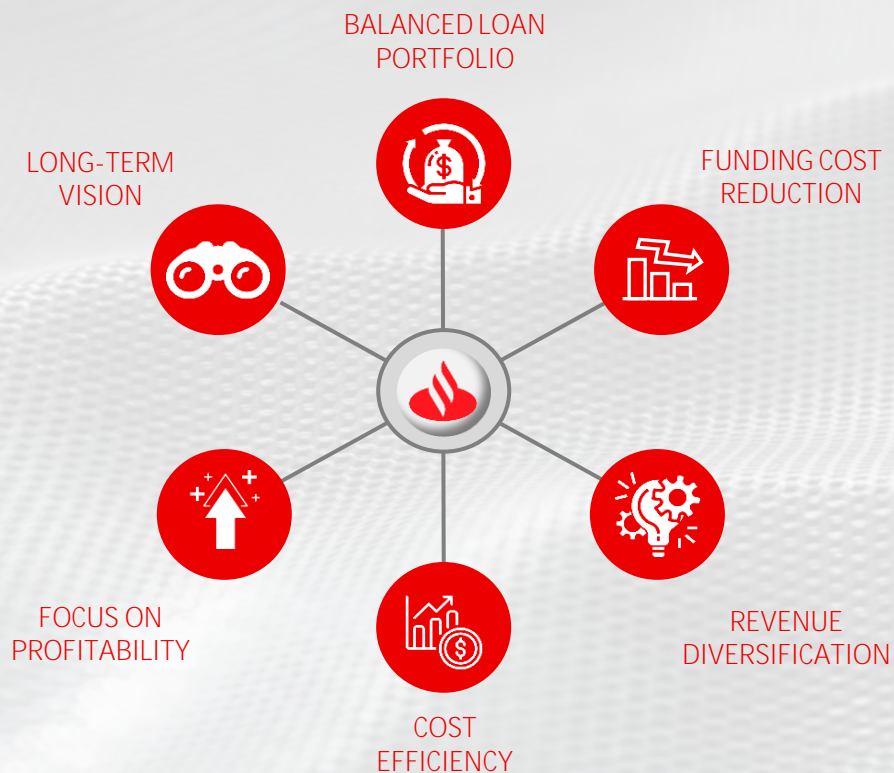 BALANCED LOAN
PORTFOLIO
LONG-TERM
VISION
FUNDING COST
REDUCTION
$
FOCUS ON
PROFITABILITY
REVENUE
DIVERSIFICATION
$
COST
EFFICIENCY